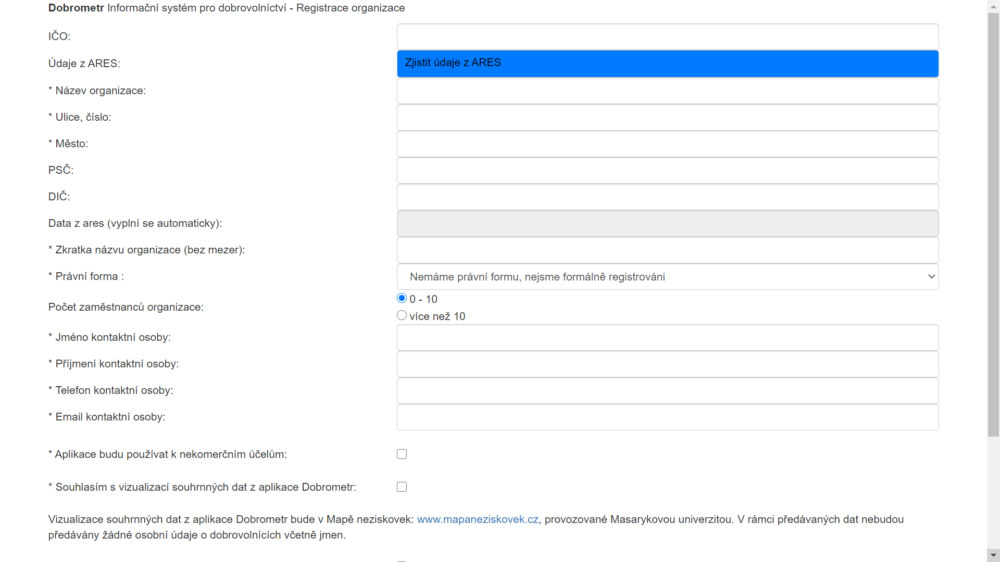 Dobrometr Informační systém pro dobrovolníctví - Registrace organizace
IČO:
Údaje z ARES:
Zjistit údaje z ARES
* Název organizace:
* Ulice, číslo:
* Město:
PSČ:
DIČ:
Data z ares (vyplní se automaticky):
* Zkratka názvu organizace (bez mezer):
* Právní forma :
Nemáme právní formu, nejsme formálně registrováni
Počet zaměstnanců organizace:
0 - 10
více než 10
* Jméno kontaktní osoby:
* Příjmení kontaktní osoby:
* Telefon kontaktní osoby:
* Email kontaktní osoby:
* Aplikace budu používat k nekomerčním účelům:
* Souhlasím s vizualizací souhrnných dat z aplikace Dobrometr:
Vizualizace souhrnných dat z aplikace Dobrometr bude v Mapě neziskovek: www.mapaneziskovek.cz, provozované Masarykovou univerzitou. V rámci předávaných dat nebudou
předávány žádné osobní údaje o dobrovolnících včetně jmen.